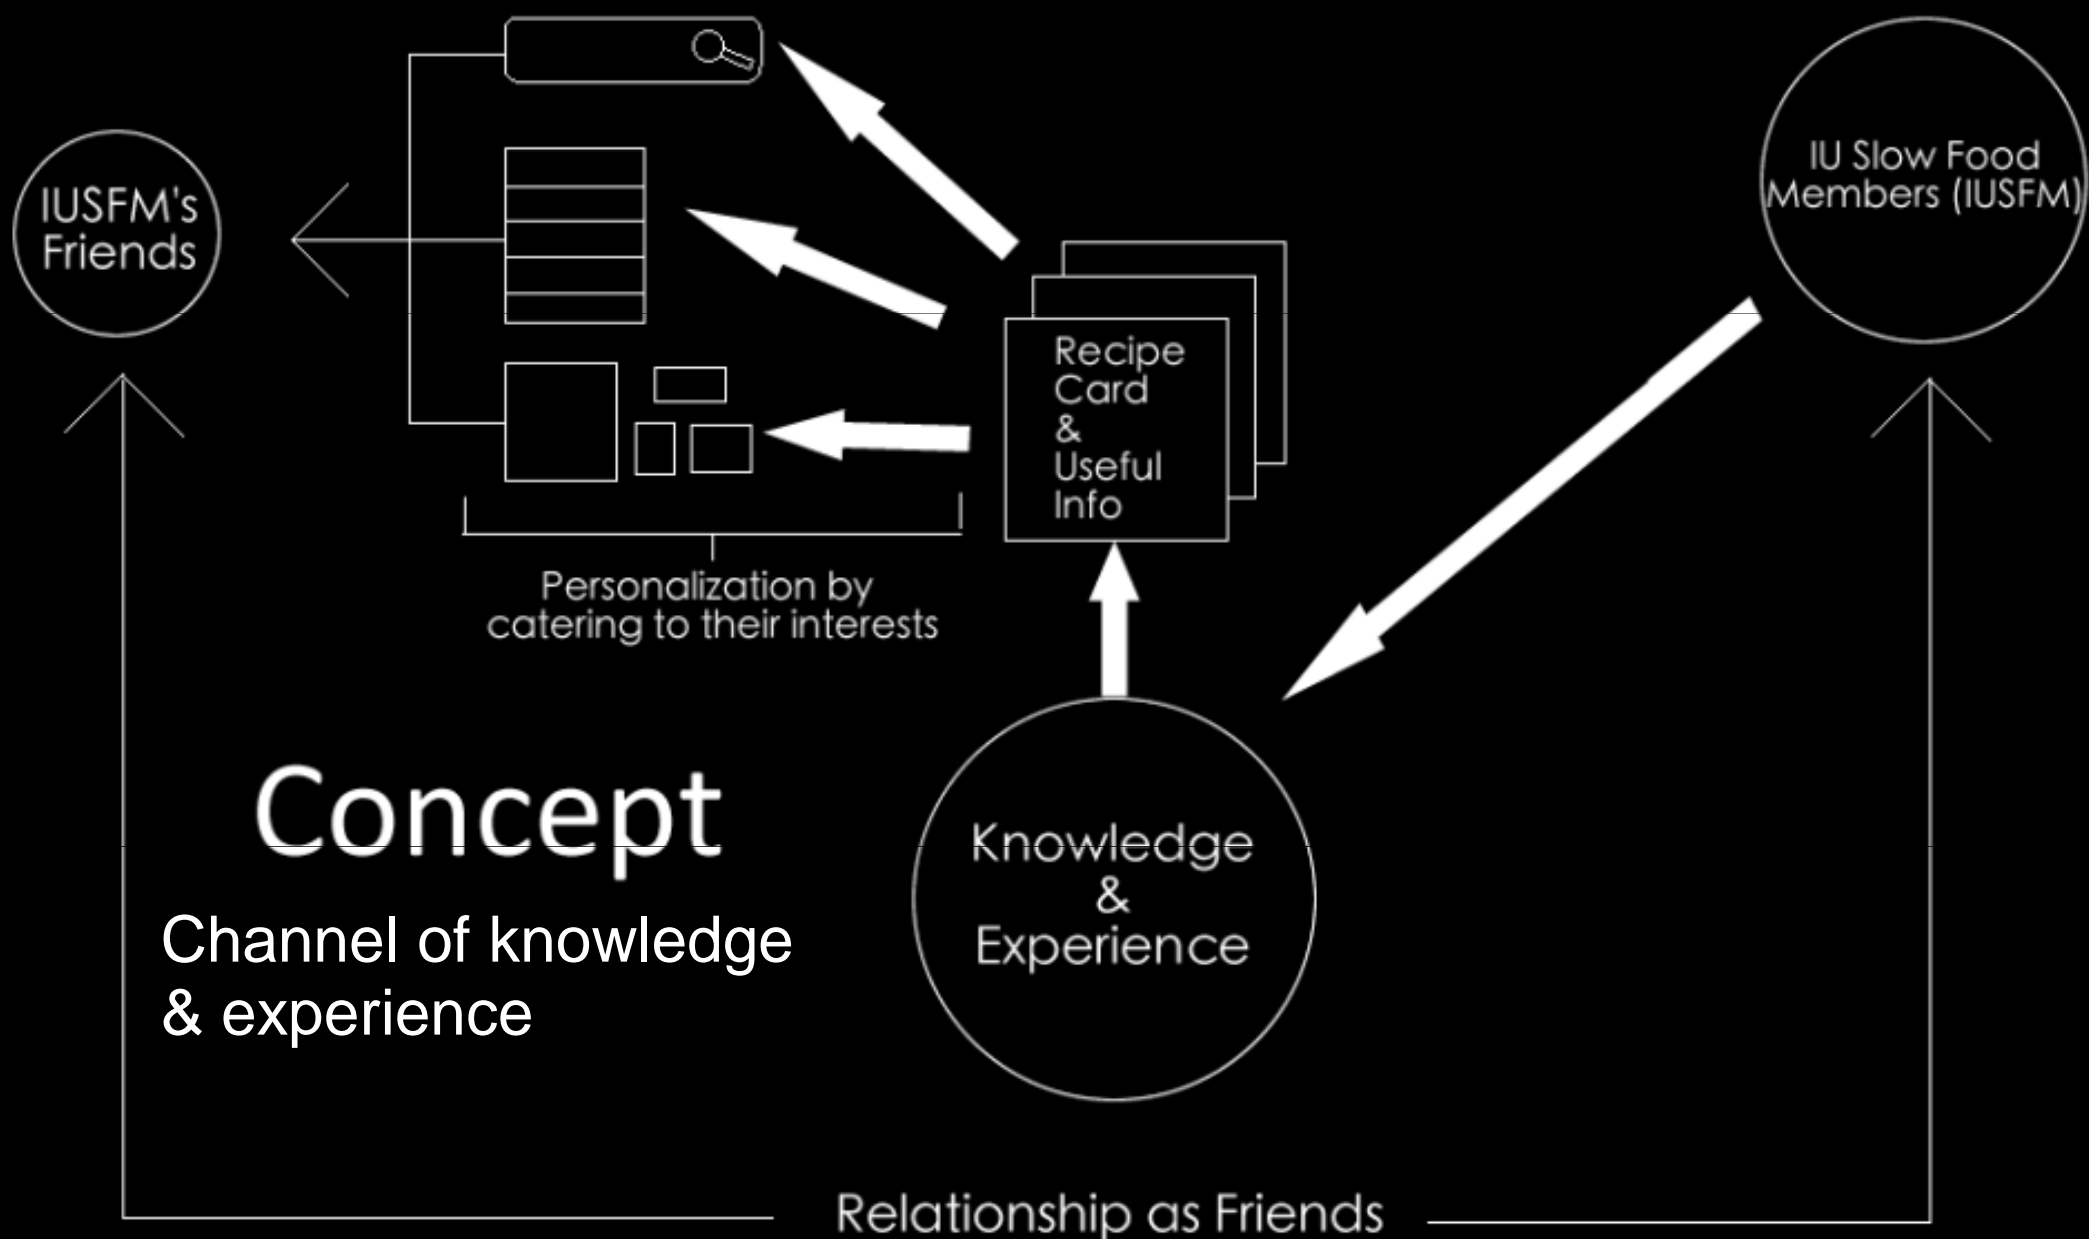 IUSFM's
Friends
IU Slow Food
Members (IUSFM)
Recipe
Card
&
Useful
Info
Personalization by
catering to their interests
Concept
Channel of knowledge
& experience
Knowledge
&
Experience
Relationship as Friends